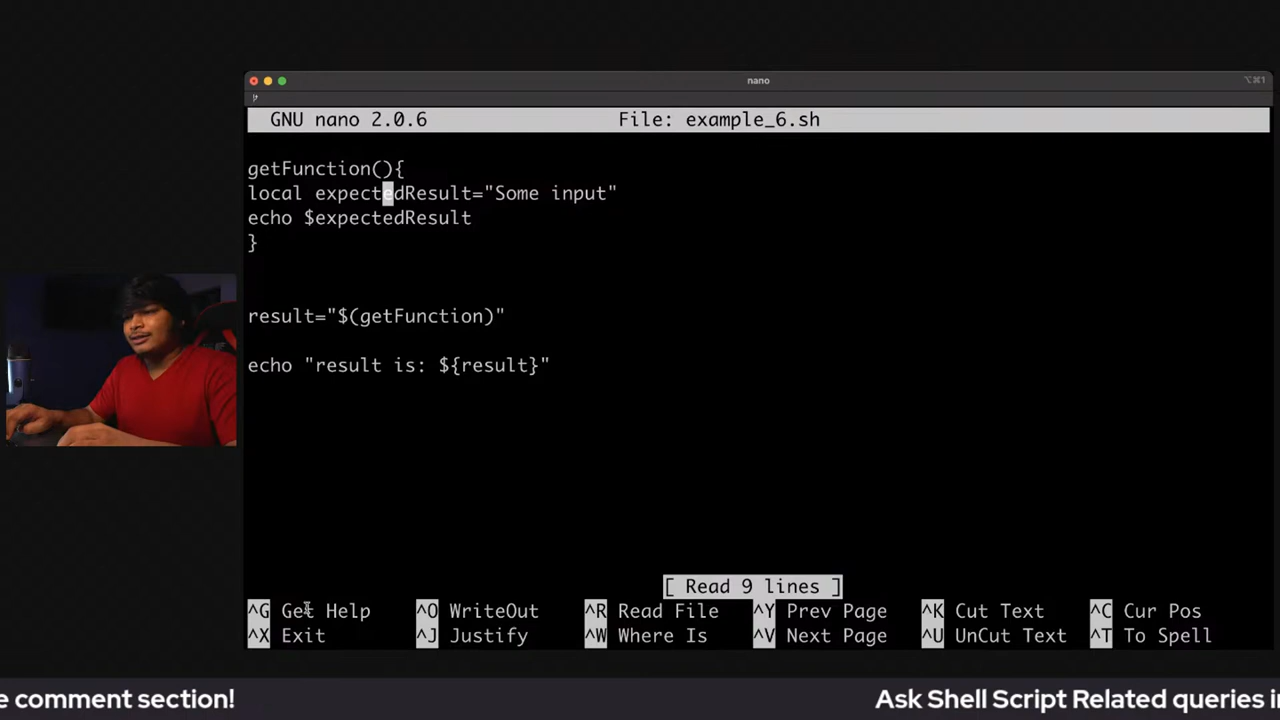 nano
⌥⌘1
GNU nano 2.0.6 File: example_6.sh
getFunction(){
local expectedResult="Some input"
echo $expectedResult
}
result="$(getFunction)"
echo "result is: ${result}"
[ Read 9 lines ]
^G Get Help ^O WriteOut ^R Read File ^Y Prev Page ^K Cut Text ^C Cur Pos
^X Exit ^J Justify ^W Where Is ^V Next Page ^U UnCut Text ^T To Spell
e comment section! Ask Shell Script Related queries i